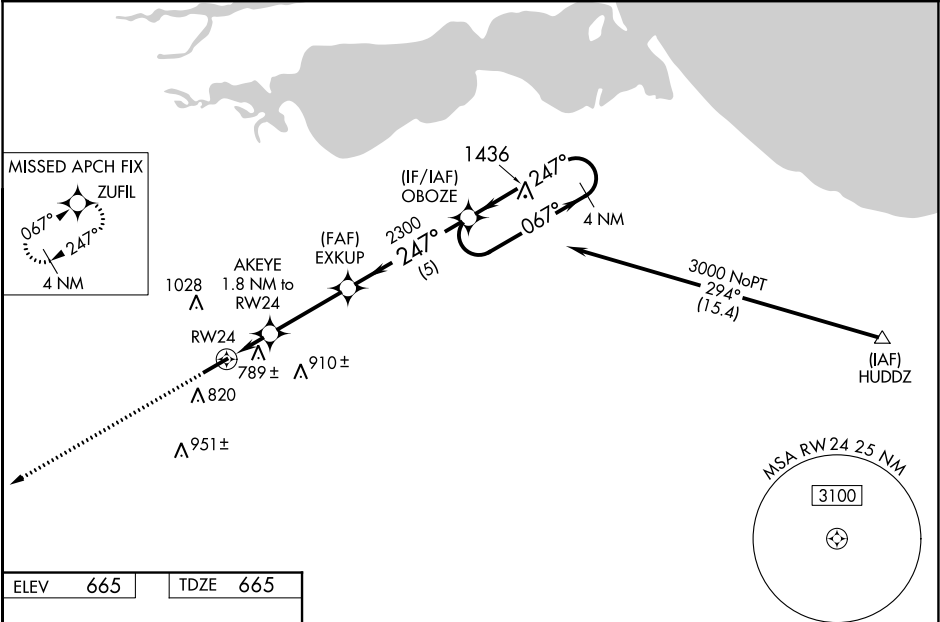 MISSED APCH FIX
ZUFIL
067°
247°
4 NM
1436
247°
(IF/IAF)
OBOZE
067°
4 NM
2300
247°
(5)
(FAF)
EXKUP
AKEYE
1.8 NM to
RW24
1028
RW24
789 ±
910 ±
820
951 ±
3000 NoPT
294°
(15.4)
(IAF)
HUDDZ
MSA RW 24 25 NM
3100
ELEV 665
TDZE 665